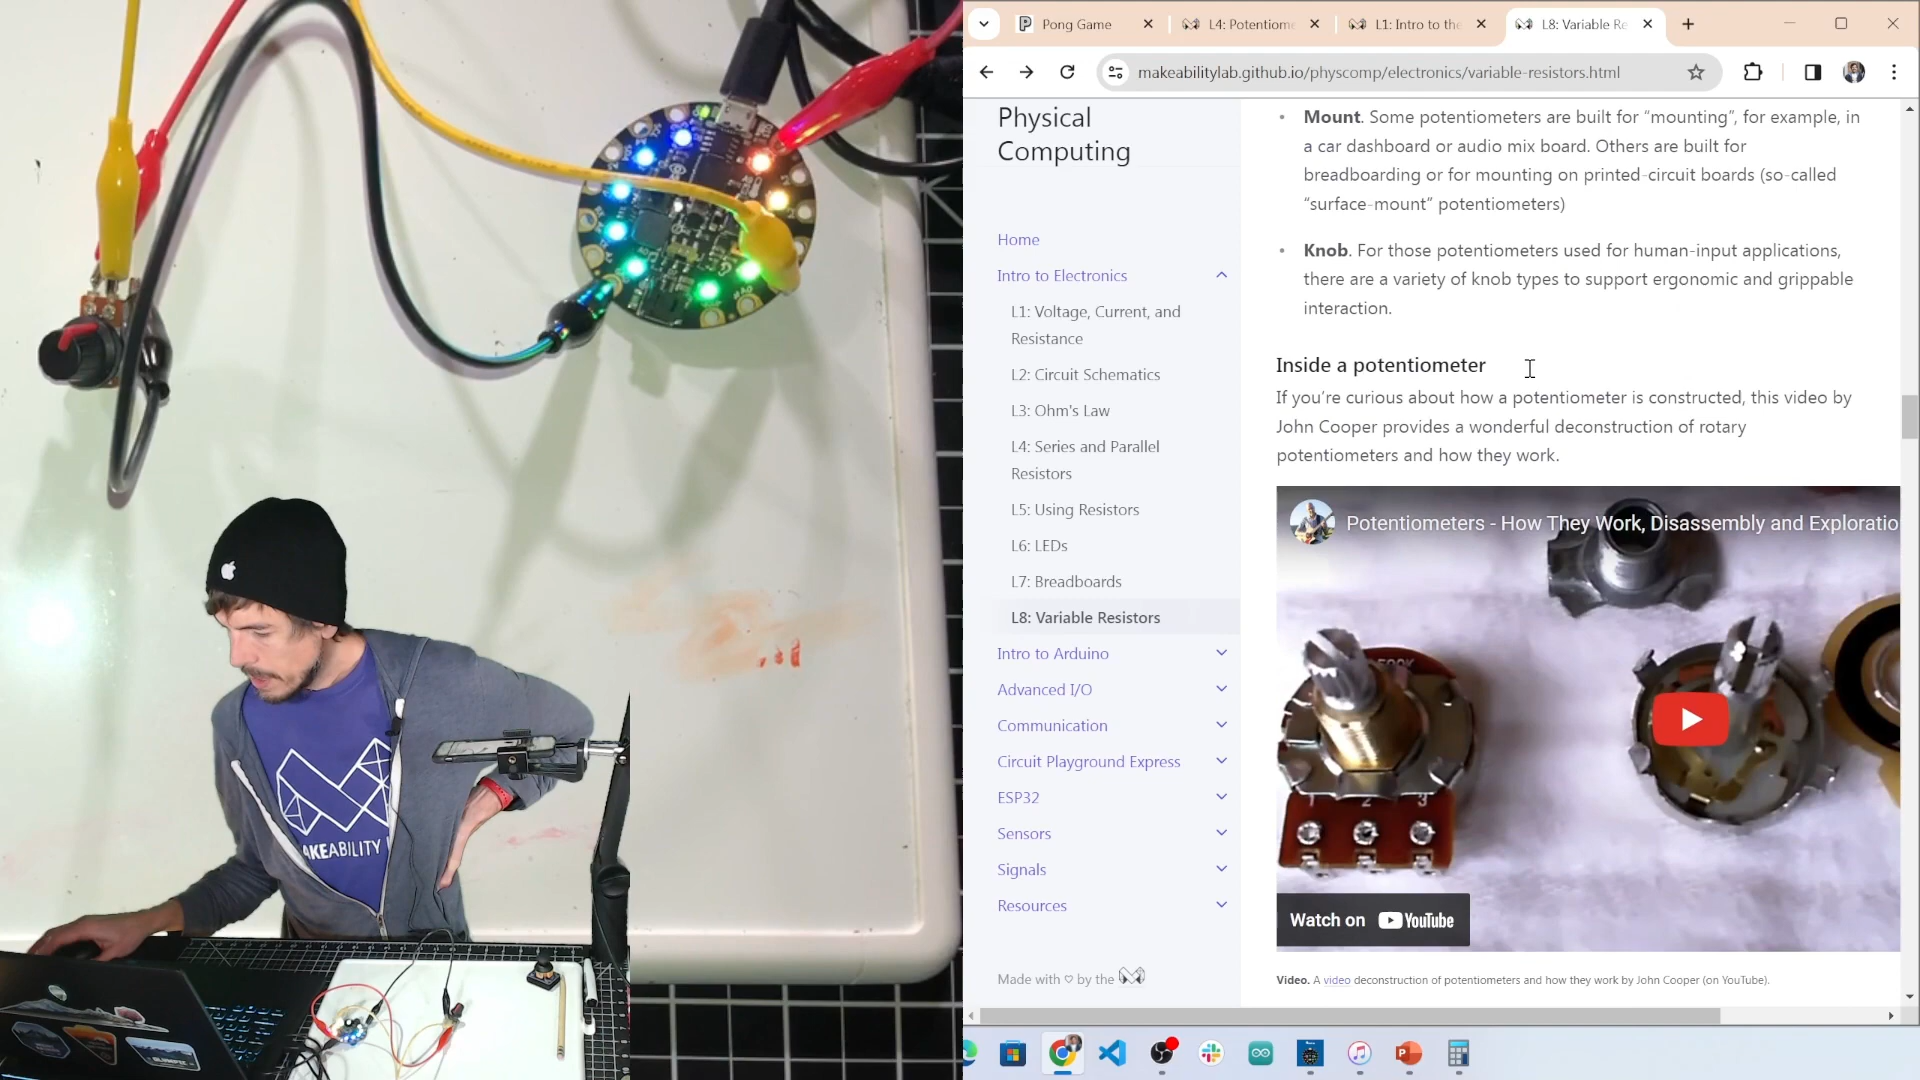 Pong Game
L4: Potentiome
L1: Intro to the
L8: Variable Re
makeabilitylab.github.io/physcomp/electronics/variable-resistors.html
Physical
Computing
Home
Intro to Electronics
L1: Voltage, Current, and
Resistance
L2: Circuit Schematics
L3: Ohm's Law
L4: Series and Parallel
Resistors
L5: Using Resistors
L6: LEDs
L7: Breadboards
L8: Variable Resistors
Intro to Arduino
Advanced I/O
Communication
Circuit Playground Express
ESP32
Sensors
Signals
Resources
Made with ♡ by the
• Mount. Some potentiometers are built for “mounting”, for example, in
a car dashboard or audio mix board. Others are built for
breadboarding or for mounting on printed-circuit boards (so-called
“surface-mount” potentiometers)
• Knob. For those potentiometers used for human-input applications,
there are a variety of knob types to support ergonomic and grippable
interaction.
Inside a potentiometer
If you’re curious about how a potentiometer is constructed, this video by
John Cooper provides a wonderful deconstruction of rotary
potentiometers and how they work.
Potentiometers - How They Work, Disassembly and Exploratio
500K
1 2 3
Watch on YouTube
Video. A video deconstruction of potentiometers and how they work by John Cooper (on YouTube).
AKEABILITY